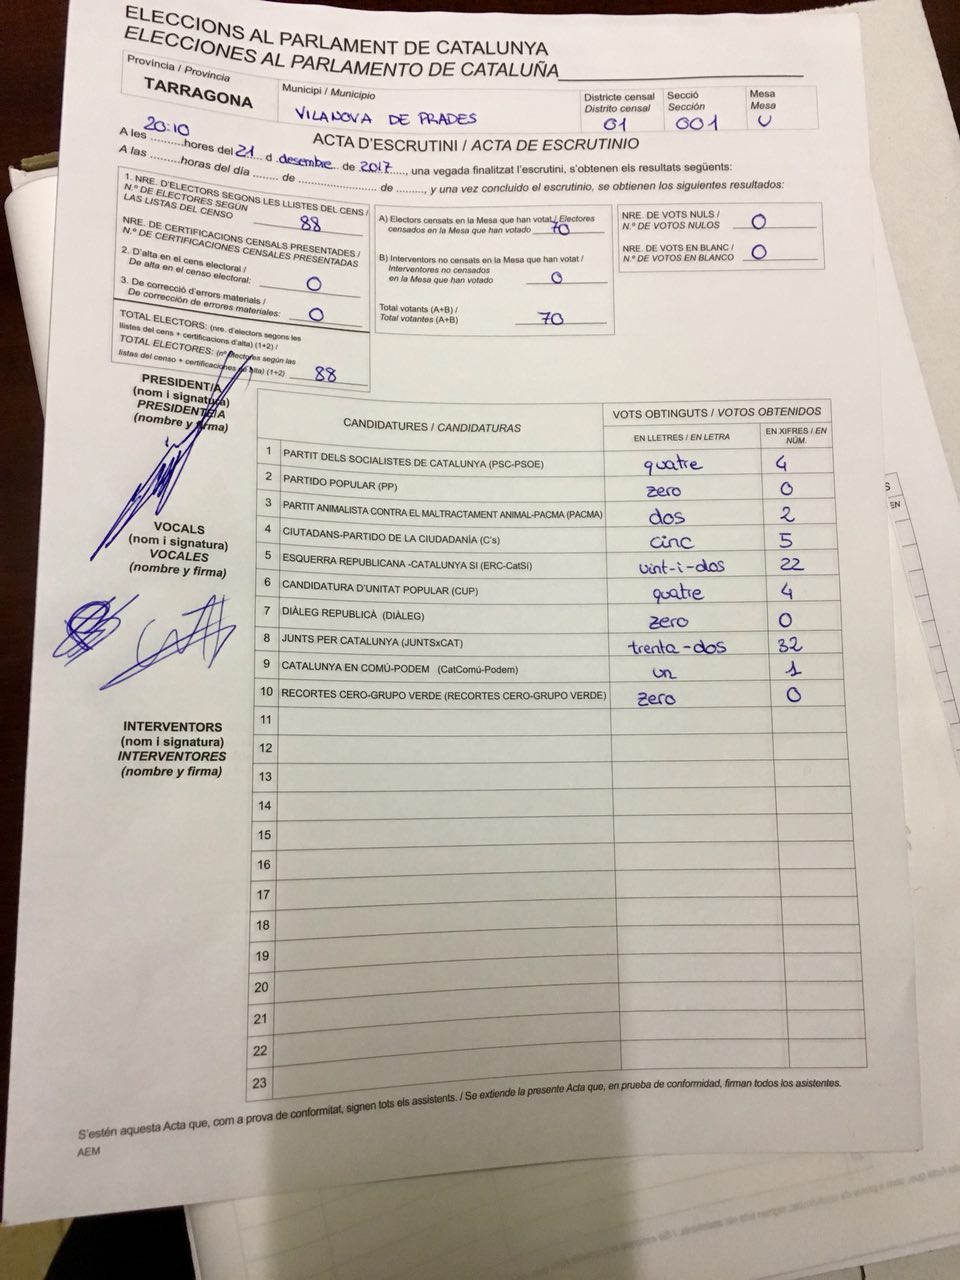 ELECCIONS AL PARLAMENT DE CATALUNYA
ELECCIONES AL PARLAMENTO DE CATALUÑA
Província / Provincia
TARRAGONA
Municipi / Municipio
VILANOVA DE PRADES
Districte censal
Distrito censal
01
Secció
Sección
001
Mesa
Mesa
U
ACTA D'ESCRUTINI / ACTA DE ESCRUTINIO
A les 20:10 hores del 21 d desembre de 2017, una vegada finalitzat l'escrutini, s'obtenen els resultats següents:
A las ..........horas del día ........ de ......................... de ........, y una vez concluido el escrutinio, se obtienen los siguientes resultados:
1. NRE. D'ELECTORS SEGONS LES LLISTES DEL CENS /
N.º DE ELECTORES SEGÚN
LAS LISTAS DEL CENSO 88
NRE. DE CERTIFICACIONS CENSALS PRESENTADES /
N.º DE CERTIFICACIONES CENSALES PRESENTADAS
2. D'alta en el cens electoral /
De alta en el censo electoral: 0
3. De correcció d'errors materials /
De corrección de errores materiales: 0
TOTAL ELECTORS: (nre. d'electors segons les
llistes del cens + certificacions d'alta) (1+2) /
TOTAL ELECTORES: (nº electores según las
listas del censo + certificaciones de alta) (1+2) 88
A) Electors censats en la Mesa que han votat / Electores
censados en la Mesa que han votado 70
B) Interventors no censats en la Mesa que han votat /
Interventores no censados
en la Mesa que han votado 0
Total votants (A+B) /
Total votantes (A+B) 70
NRE. DE VOTS NULS /
N.º DE VOTOS NULOS 0
NRE. DE VOTS EN BLANC /
N.º DE VOTOS EN BLANCO 0
PRESIDENT/A
(nom i signatura)
PRESIDENTE/A
(nombre y firma)
VOCALS
(nom i signatura)
VOCALES
(nombre y firma)
INTERVENTORS
(nom i signatura)
INTERVENTORES
(nombre y firma)
CANDIDATURES / CANDIDATURAS
VOTS OBTINGUTS / VOTOS OBTENIDOS
EN LLETRES / EN LETRA
EN XIFRES / EN
NÚM.
1 PARTIT DELS SOCIALISTES DE CATALUNYA (PSC-PSOE) quatre 4
2 PARTIDO POPULAR (PP) zero 0
3 PARTIT ANIMALISTA CONTRA EL MALTRACTAMENT ANIMAL-PACMA (PACMA) dos 2
4 CIUTADANS-PARTIDO DE LA CIUDADANÍA (C's) cinc 5
5 ESQUERRA REPUBLICANA -CATALUNYA SI (ERC-CatSí) vint-i-dos 22
6 CANDIDATURA D'UNITAT POPULAR (CUP) quatre 4
7 DIÀLEG REPUBLICÀ (DIÀLEG) zero 0
8 JUNTS PER CATALUNYA (JUNTSxCAT) trenta-dos 32
9 CATALUNYA EN COMÚ-PODEM (CatComú-Podem) un 1
10 RECORTES CERO-GRUPO VERDE (RECORTES CERO-GRUPO VERDE) zero 0
11
12
13
14
15
16
17
18
19
20
21
22
23
S'estén aquesta Acta que, com a prova de conformitat, signen tots els assistents. / Se extiende la presente Acta que, en prueba de conformidad, firman todos los asistentes.
AEM